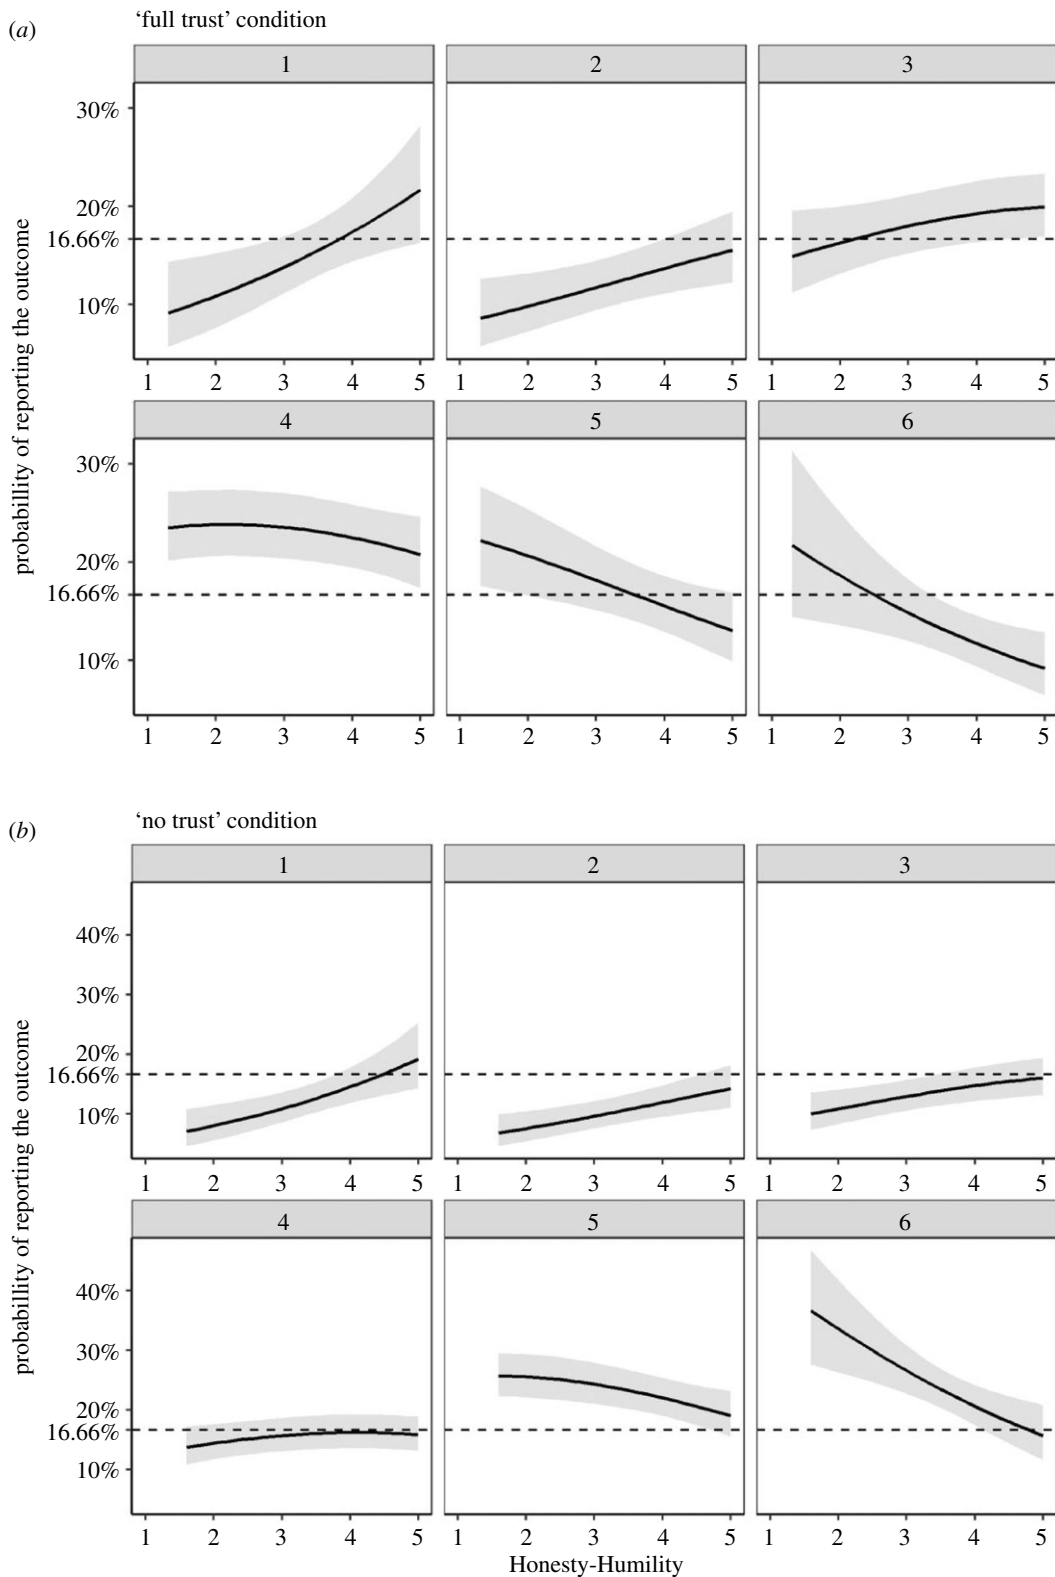 (a)
'full trust' condition
1 2 3
30%
20%
16.66%
10%
1 2 3 4 5 1 2 3 4 5 1 2 3 4 5
4 5 6
30%
20%
16.66%
10%
1 2 3 4 5 1 2 3 4 5 1 2 3 4 5
probabillity of reporting the outcome
(b)
'no trust' condition
1 2 3
40%
30%
20%
16.66%
10%
1 2 3 4 5 1 2 3 4 5 1 2 3 4 5
4 5 6
40%
30%
20%
16.66%
10%
1 2 3 4 5 1 2 3 4 5 1 2 3 4 5
probabillity of reporting the outcome
Honesty-Humility